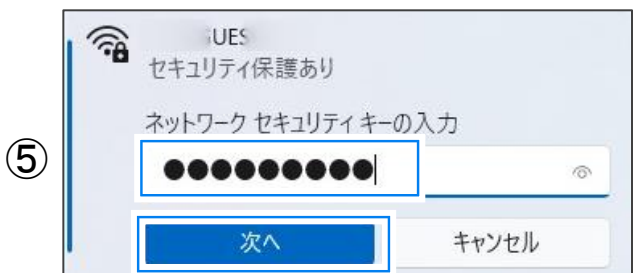 セキュリティ保護あり
ネットワーク セキュリティ キーの入力
⑤
●●●●●●●●●
次へ
キャンセル